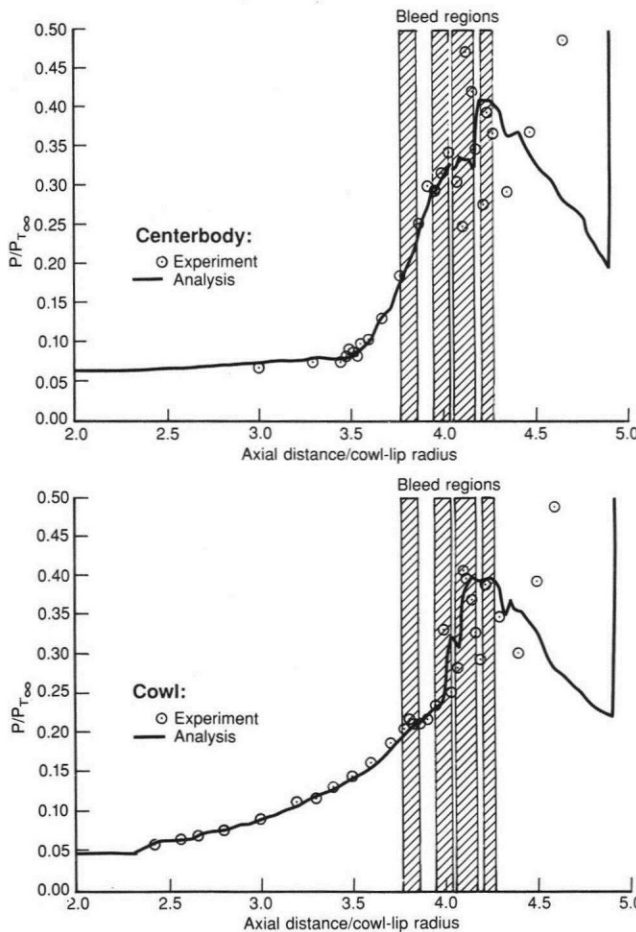 Bleed regions
0.50
0.45
0.40
0.35
0.30
0.25
0.20
0.15
0.10
0.05
0.00
P/P_T∞
Centerbody:
Experiment
Analysis
2.0 2.5 3.0 3.5 4.0 4.5 5.0
Axial distance/cowl-lip radius
Bleed regions
0.50
0.45
0.40
0.35
0.30
0.25
0.20
0.15
0.10
0.05
0.00
P/P_T∞
Cowl:
Experiment
Analysis
2.0 2.5 3.0 3.5 4.0 4.5 5.0
Axial distance/cowl-lip radius